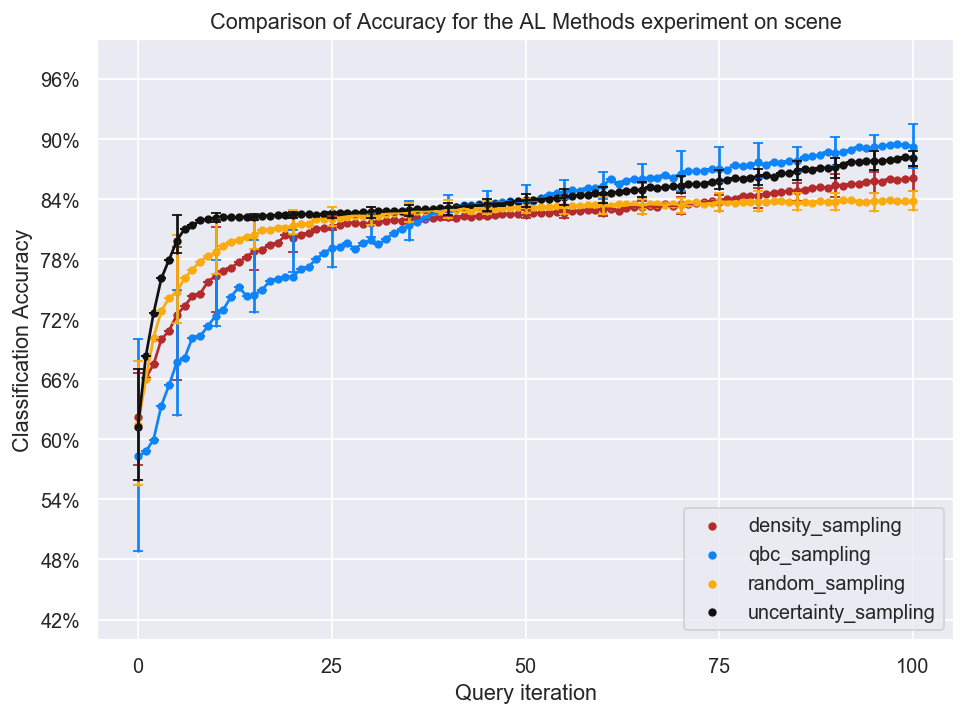 Comparison of Accuracy for the AL Methods experiment on scene
96%
90%
84%
78%
72%
66%
60%
54%
48%
42%
Classification Accuracy
density_sampling
qbc_sampling
random_sampling
uncertainty_sampling
0
25
50
75
100
Query iteration